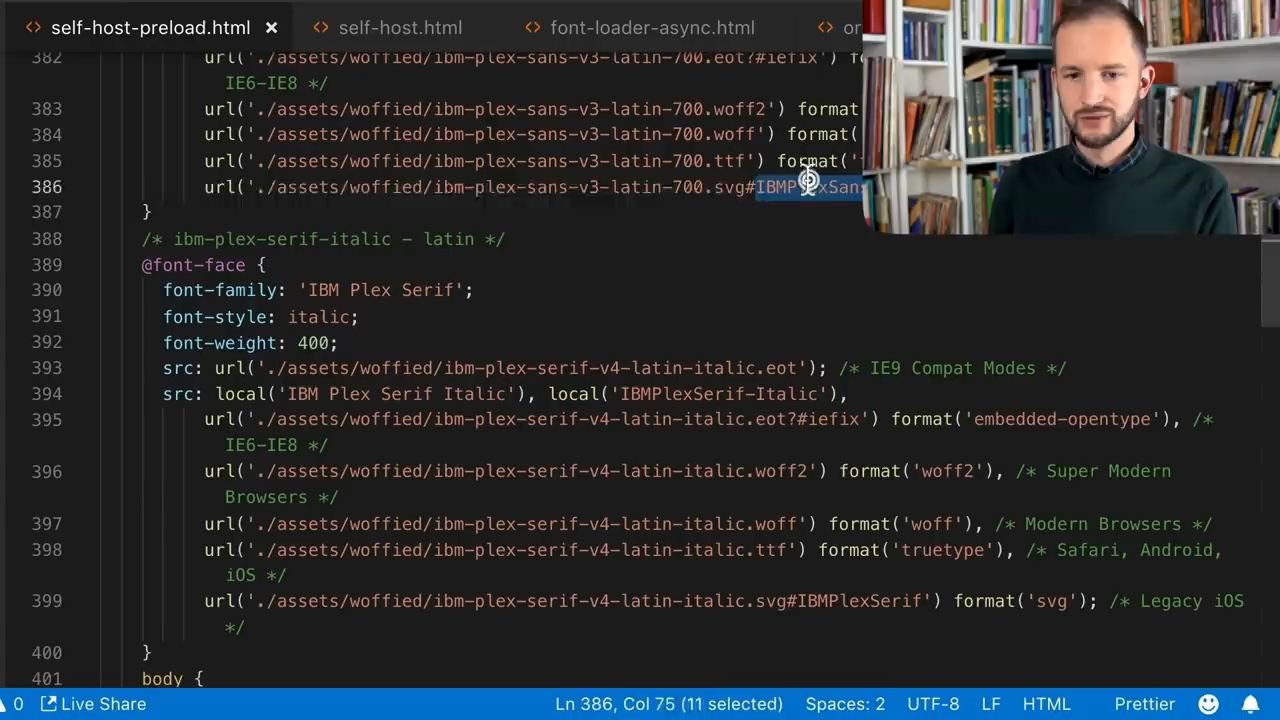 self-host-preload.html × self-host.html font-loader-async.html or
382 url('./assets/woffied/ibm-plex-sans-v3-latin-700.eot?#iefix') fo
IE6-IE8 */
383 url('./assets/woffied/ibm-plex-sans-v3-latin-700.woff2') format
384 url('./assets/woffied/ibm-plex-sans-v3-latin-700.woff') format(
385 url('./assets/woffied/ibm-plex-sans-v3-latin-700.ttf') format('
386 url('./assets/woffied/ibm-plex-sans-v3-latin-700.svg#IBMPlexSans
387 }
388 /* ibm-plex-serif-italic - latin */
389 @font-face {
390 font-family: 'IBM Plex Serif';
391 font-style: italic;
392 font-weight: 400;
393 src: url('./assets/woffied/ibm-plex-serif-v4-latin-italic.eot'); /* IE9 Compat Modes */
394 src: local('IBM Plex Serif Italic'), local('IBMPlexSerif-Italic'),
395 url('./assets/woffied/ibm-plex-serif-v4-latin-italic.eot?#iefix') format('embedded-opentype'), /*
IE6-IE8 */
396 url('./assets/woffied/ibm-plex-serif-v4-latin-italic.woff2') format('woff2'), /* Super Modern
Browsers */
397 url('./assets/woffied/ibm-plex-serif-v4-latin-italic.woff') format('woff'), /* Modern Browsers */
398 url('./assets/woffied/ibm-plex-serif-v4-latin-italic.ttf') format('truetype'), /* Safari, Android,
iOS */
399 url('./assets/woffied/ibm-plex-serif-v4-latin-italic.svg#IBMPlexSerif') format('svg'); /* Legacy iOS
*/
400 }
401 body {
0 Live Share Ln 386, Col 75 (11 selected) Spaces: 2 UTF-8 LF HTML Prettier